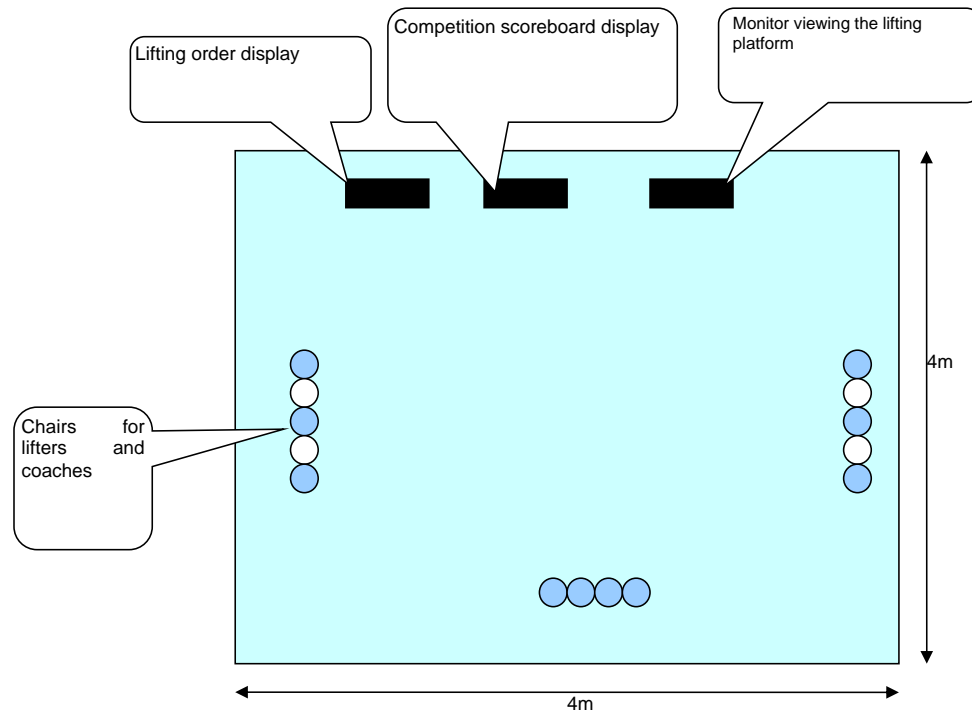 Lifting order display
Competition scoreboard display
Monitor viewing the lifting
platform
Chairs for
lifters and
coaches
4m
4m